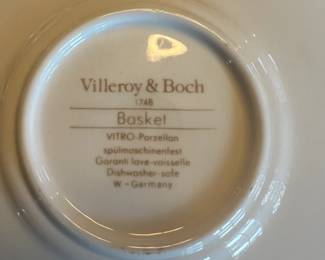 Villeroy & Boch
1748
Basket
VITRO-Porzellan
spülmaschinenfest
Garanti lave-vaisselle
Dishwasher-safe
W.-Germany